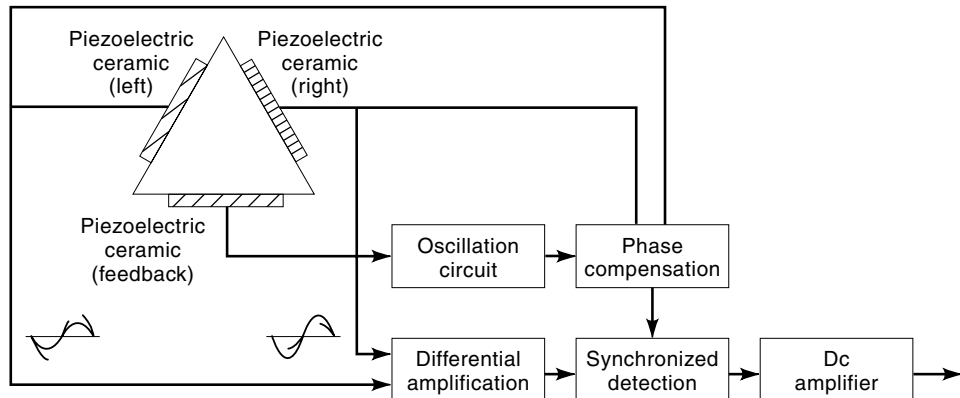 Piezoelectric
ceramic
(left)
Piezoelectric
ceramic
(right)
Piezoelectric
ceramic
(feedback)
Oscillation
circuit
Phase
compensation
Differential
amplification
Synchronized
detection
Dc
amplifier